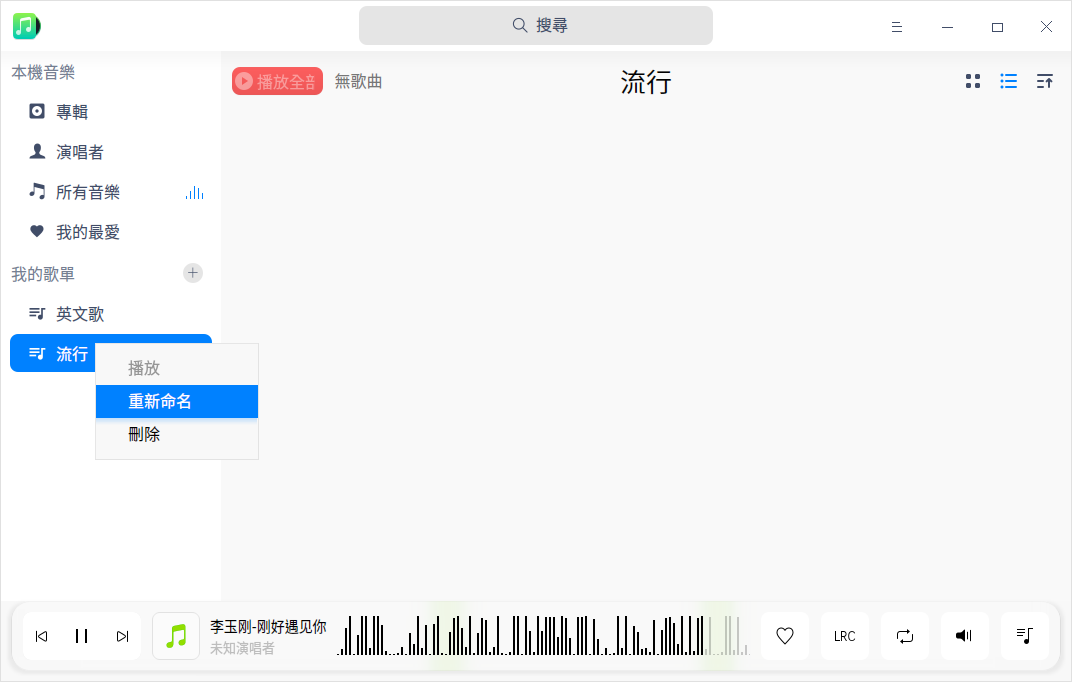 搜尋
本機音樂
專輯
演唱者
所有音樂
我的最愛
我的歌單
英文歌
流行
播放
重新命名
刪除
播放全部
無歌曲
流行
李玉刚-刚好遇见你
未知演唱者
LRC